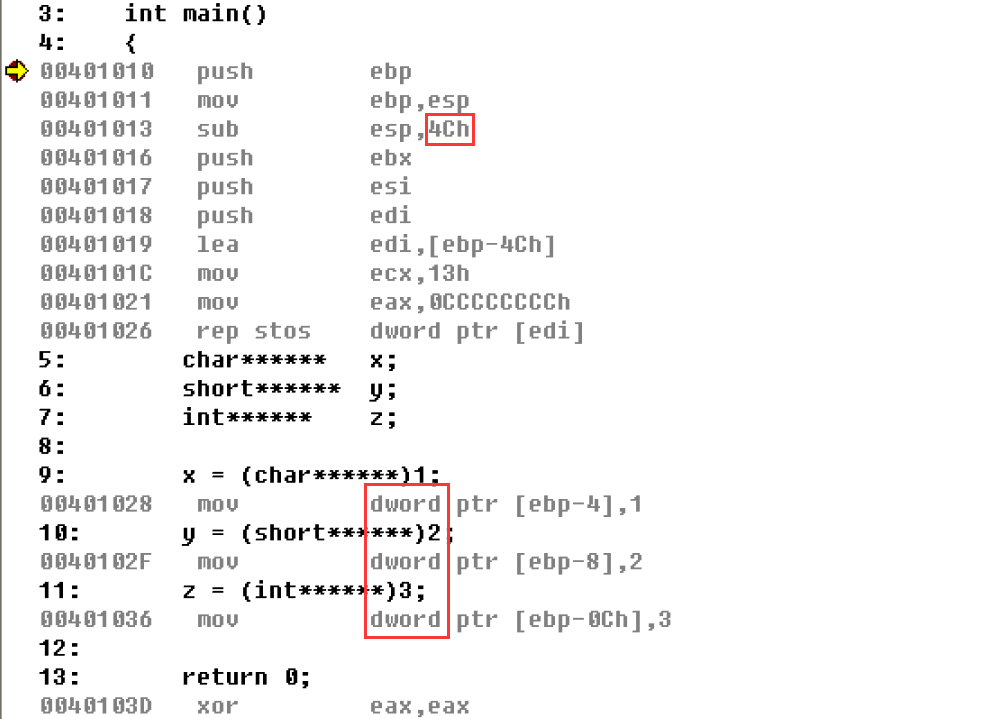 3: int main()
4: {
00401010 push ebp
00401011 mov ebp,esp
00401013 sub esp,4Ch
00401016 push ebx
00401017 push esi
00401018 push edi
00401019 lea edi,[ebp-4Ch]
0040101C mov ecx,13h
00401021 mov eax,0CCCCCCCCh
00401026 rep stos dword ptr [edi]
5: char****** x;
6: short****** y;
7: int****** z;
8:
9: x = (char******)1;
00401028 mov dword ptr [ebp-4],1
10: y = (short******)2;
0040102F mov dword ptr [ebp-8],2
11: z = (int******)3;
00401036 mov dword ptr [ebp-0Ch],3
12:
13: return 0;
0040103D xor eax,eax